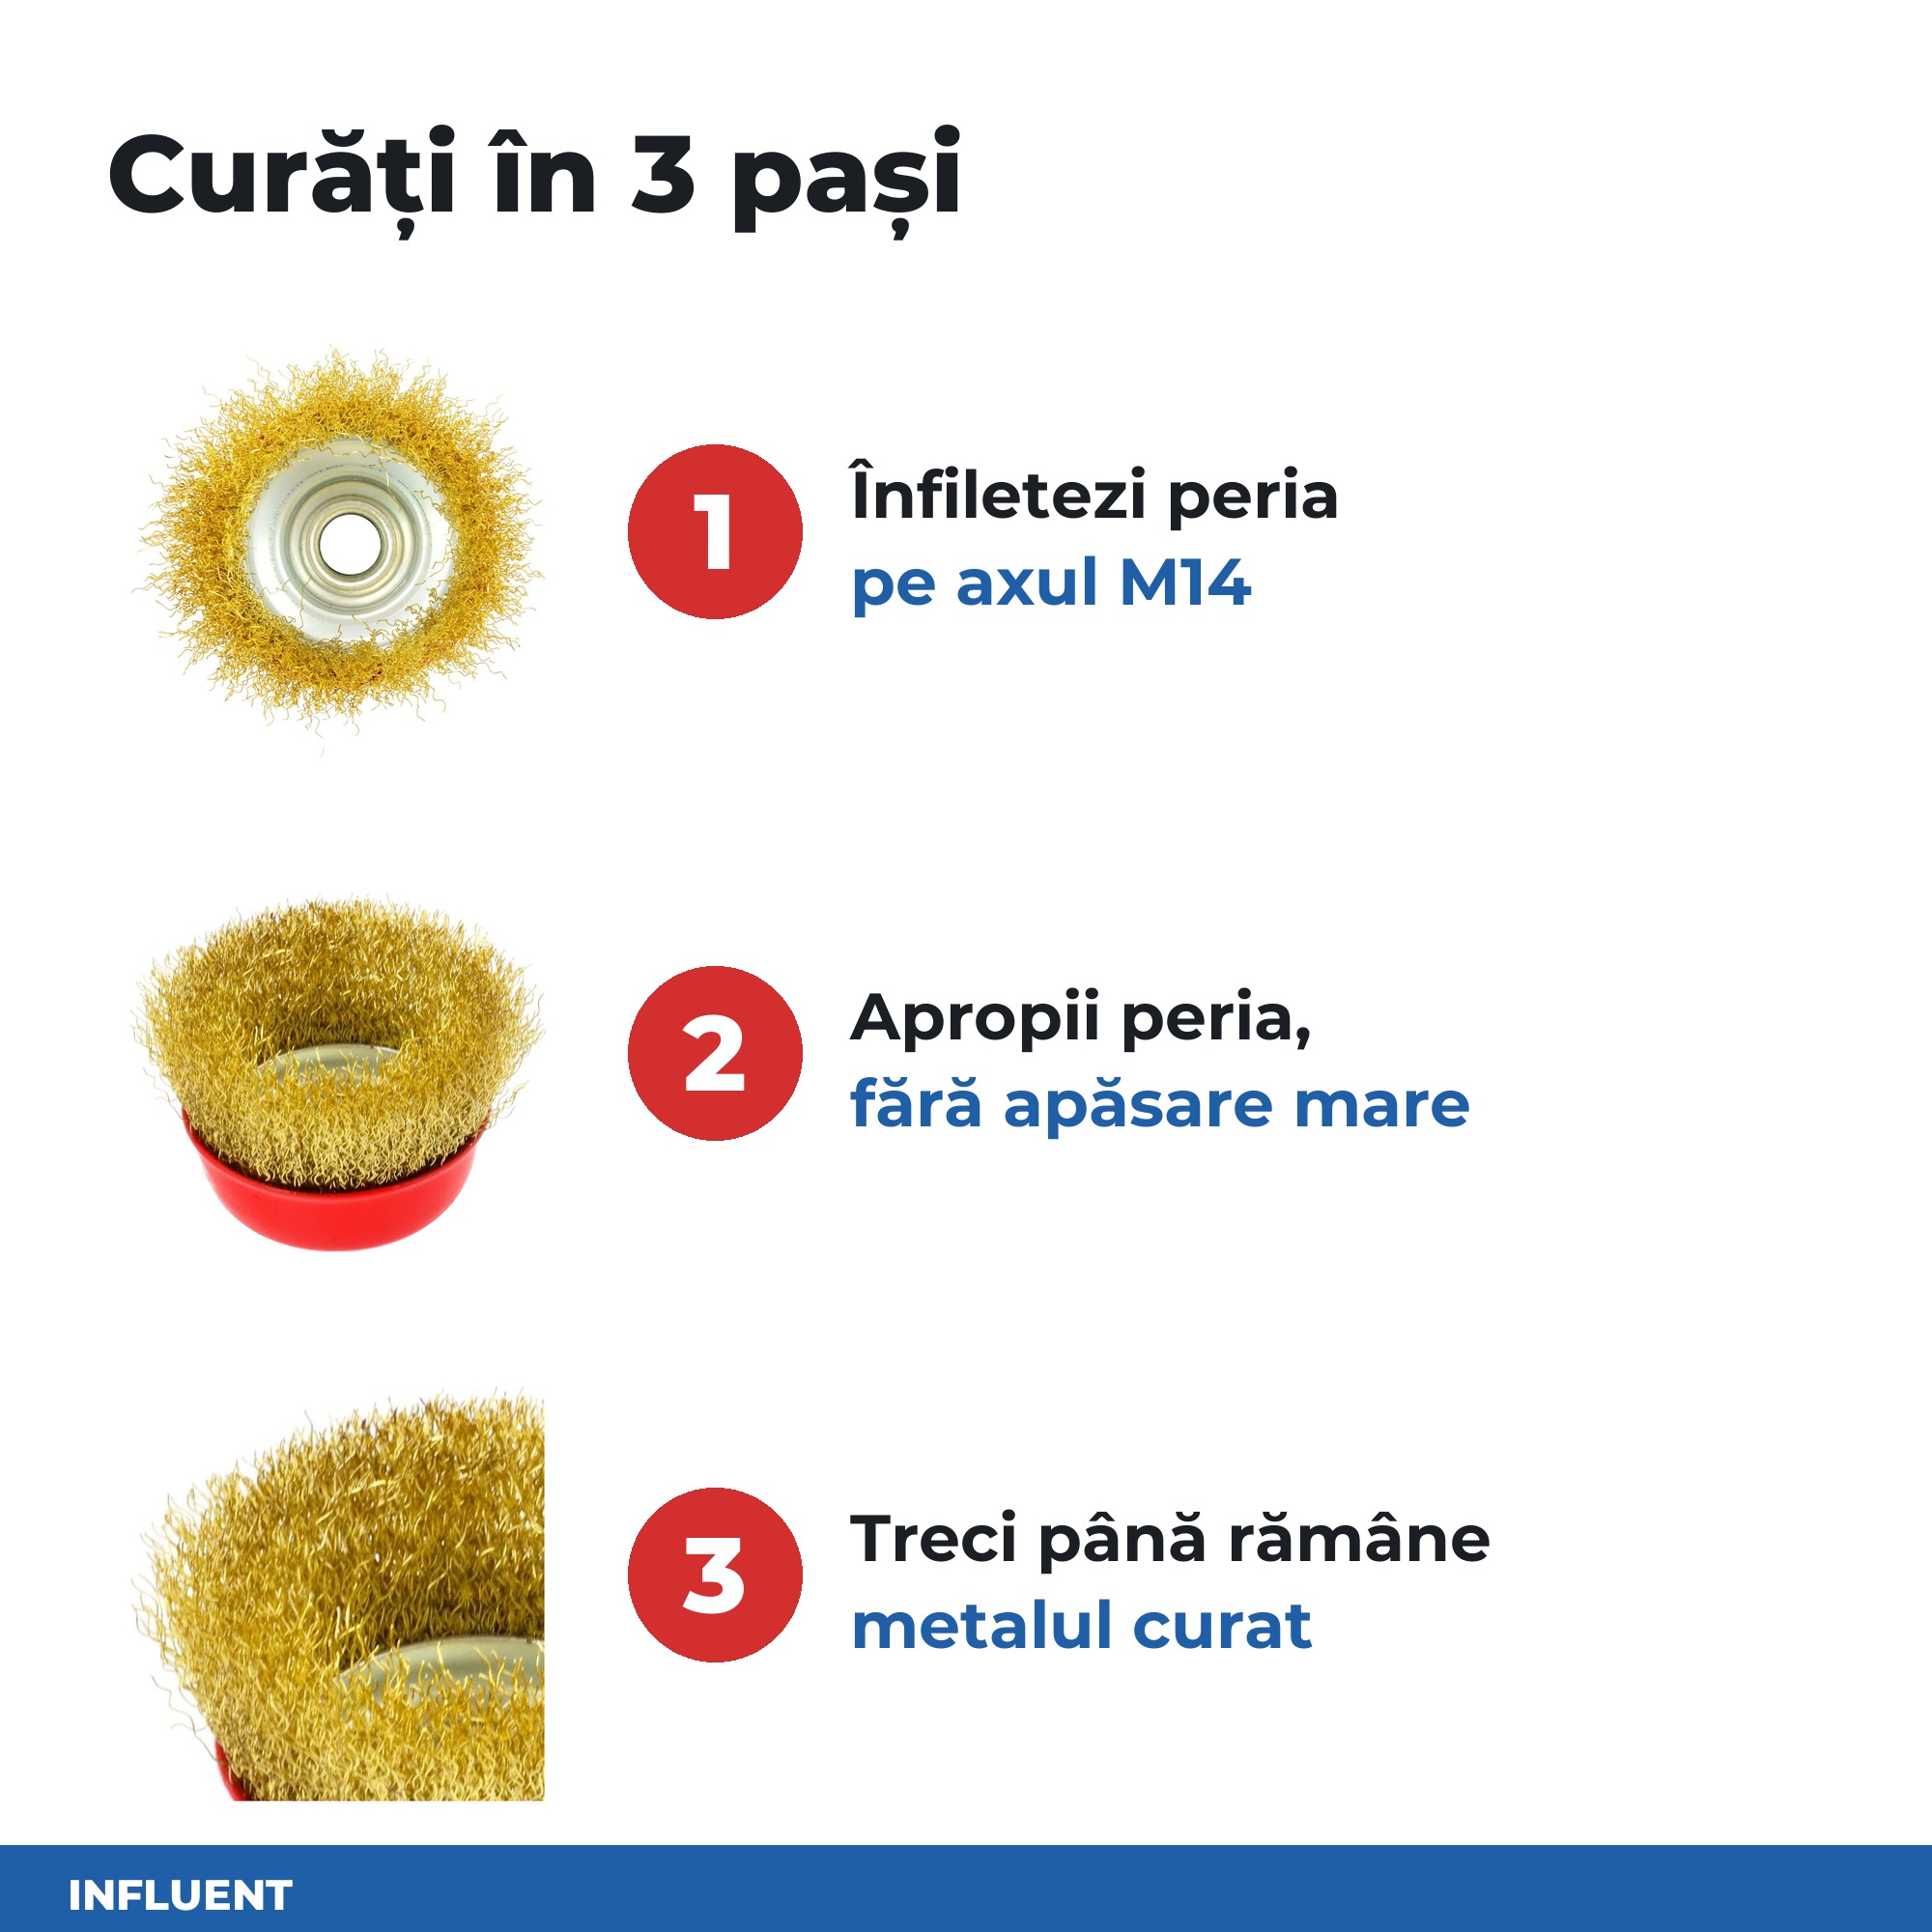 Curăți în 3 pași
1
Înfiletezi peria
pe axul M14
2
Apropii peria,
fără apăsare mare
3
Treci până rămâne
metalul curat
INFLUENT